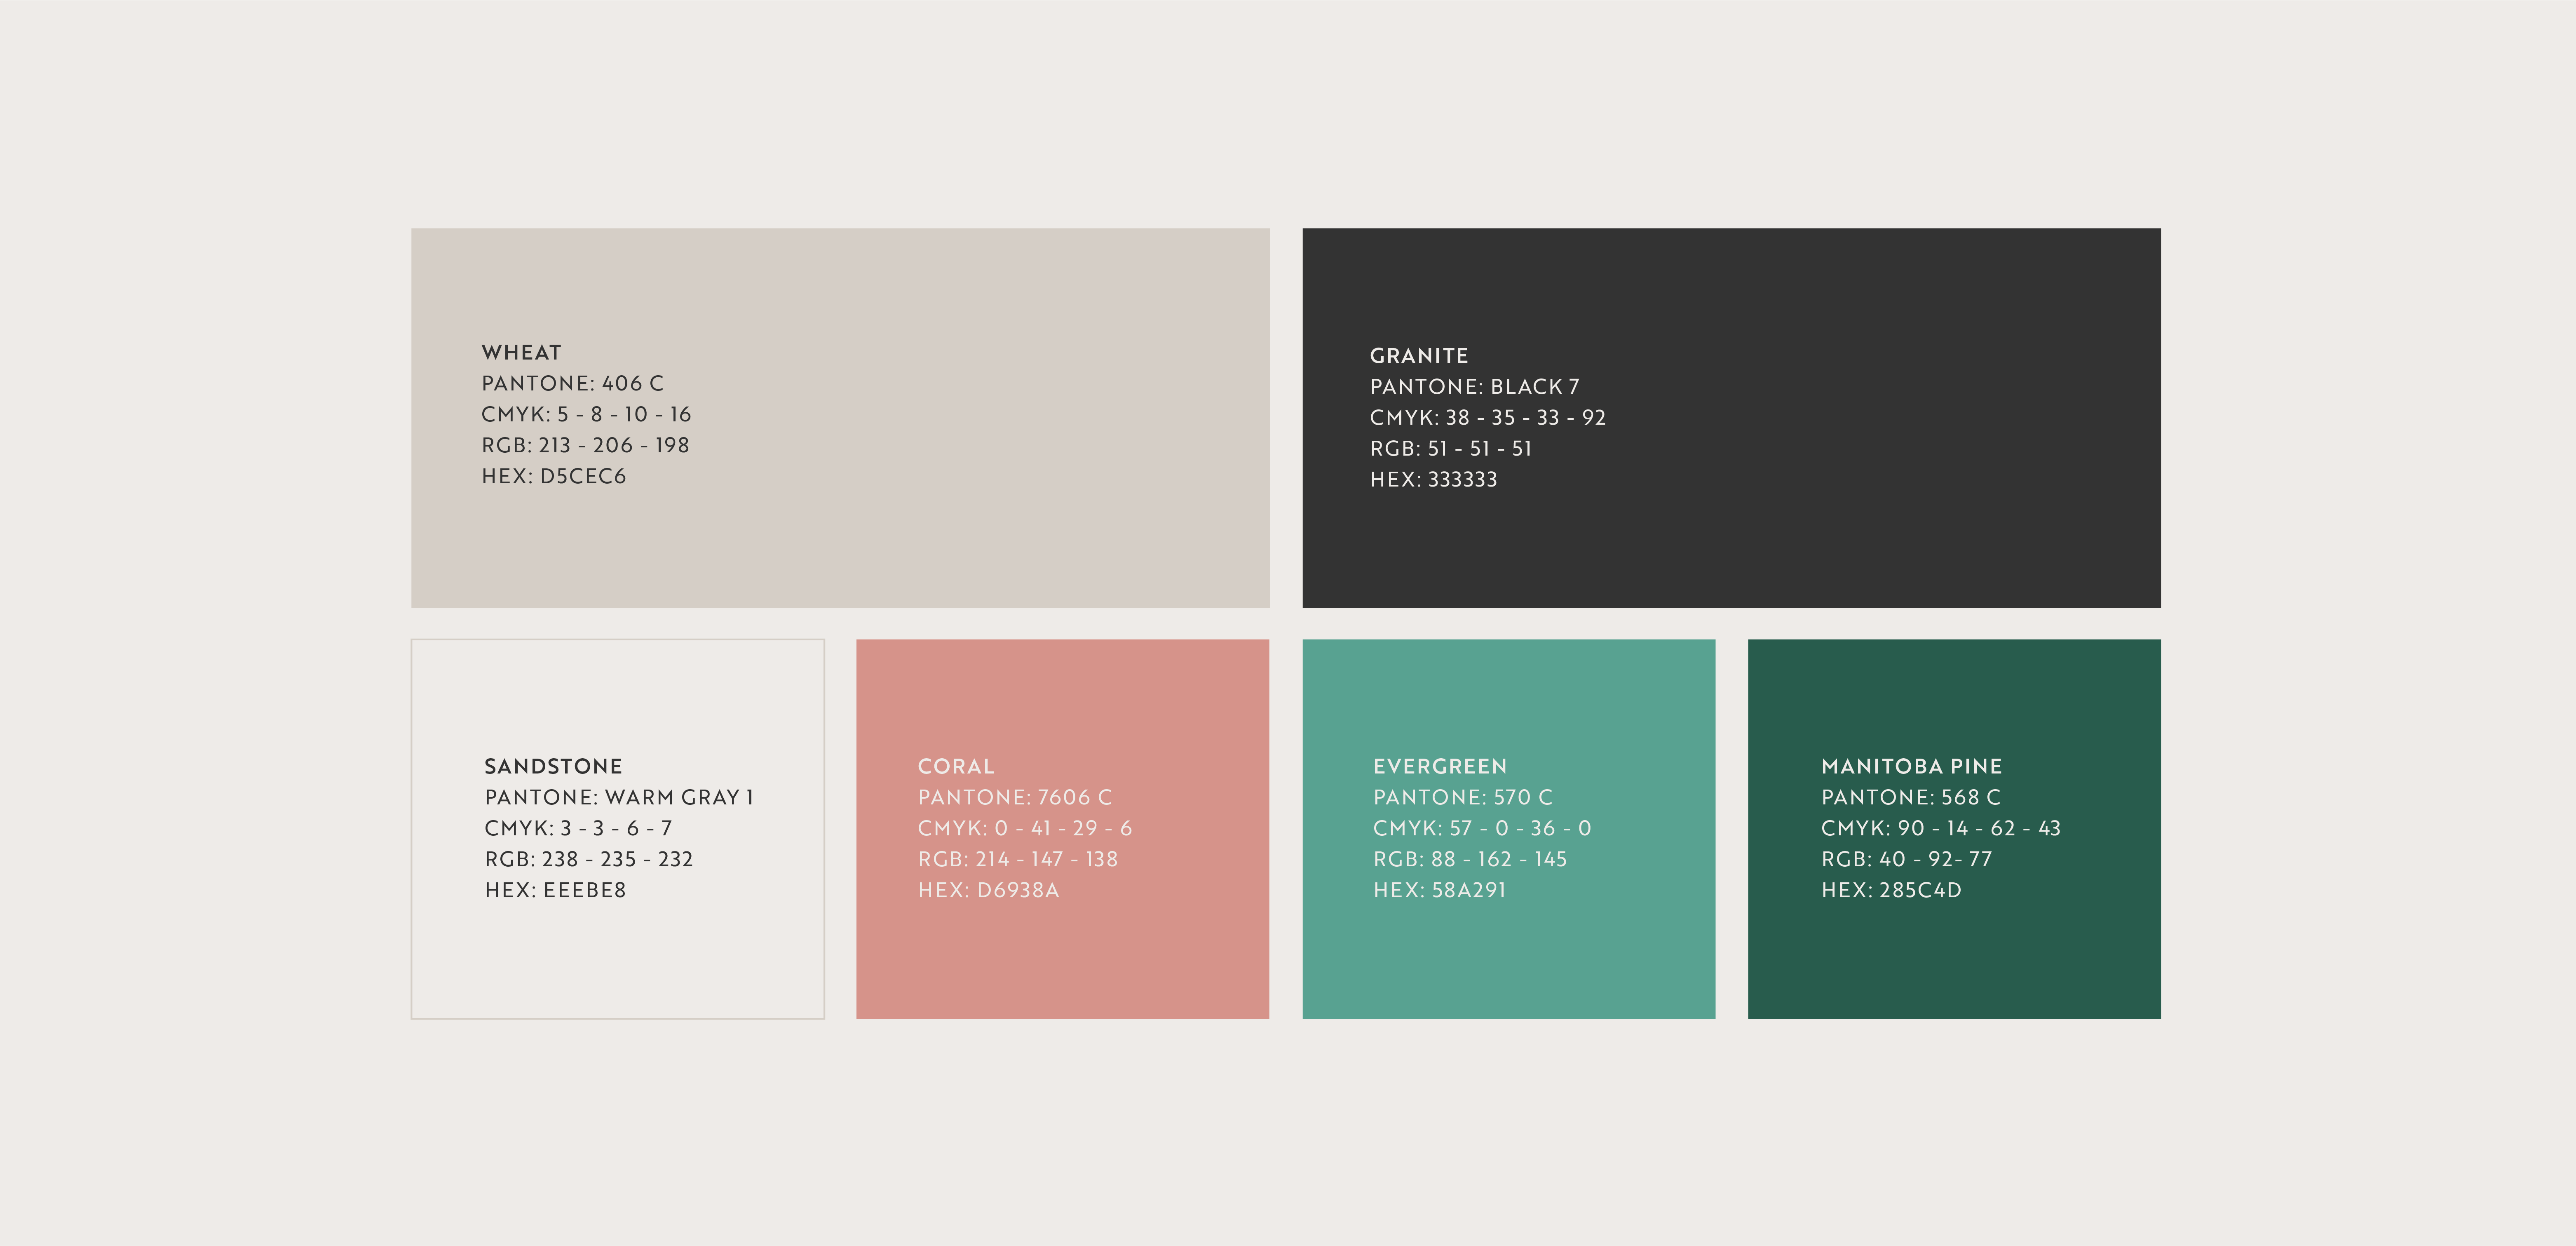 WHEAT
PANTONE: 406 C
CMYK: 5 - 8 - 10 - 16
RGB: 213 - 206 - 198
HEX: D5CEC6
GRANITE
PANTONE: BLACK 7
CMYK: 38 - 35 - 33 - 92
RGB: 51 - 51 - 51
HEX: 333333
SANDSTONE
PANTONE: WARM GRAY 1
CMYK: 3 - 3 - 6 - 7
RGB: 238 - 235 - 232
HEX: EEEBE8
CORAL
PANTONE: 7606 C
CMYK: 0 - 41 - 29 - 6
RGB: 214 - 147 - 138
HEX: D6938A
EVERGREEN
PANTONE: 570 C
CMYK: 57 - 0 - 36 - 0
RGB: 88 - 162 - 145
HEX: 58A291
MANITOBA PINE
PANTONE: 568 C
CMYK: 90 - 14 - 62 - 43
RGB: 40 - 92- 77
HEX: 285C4D